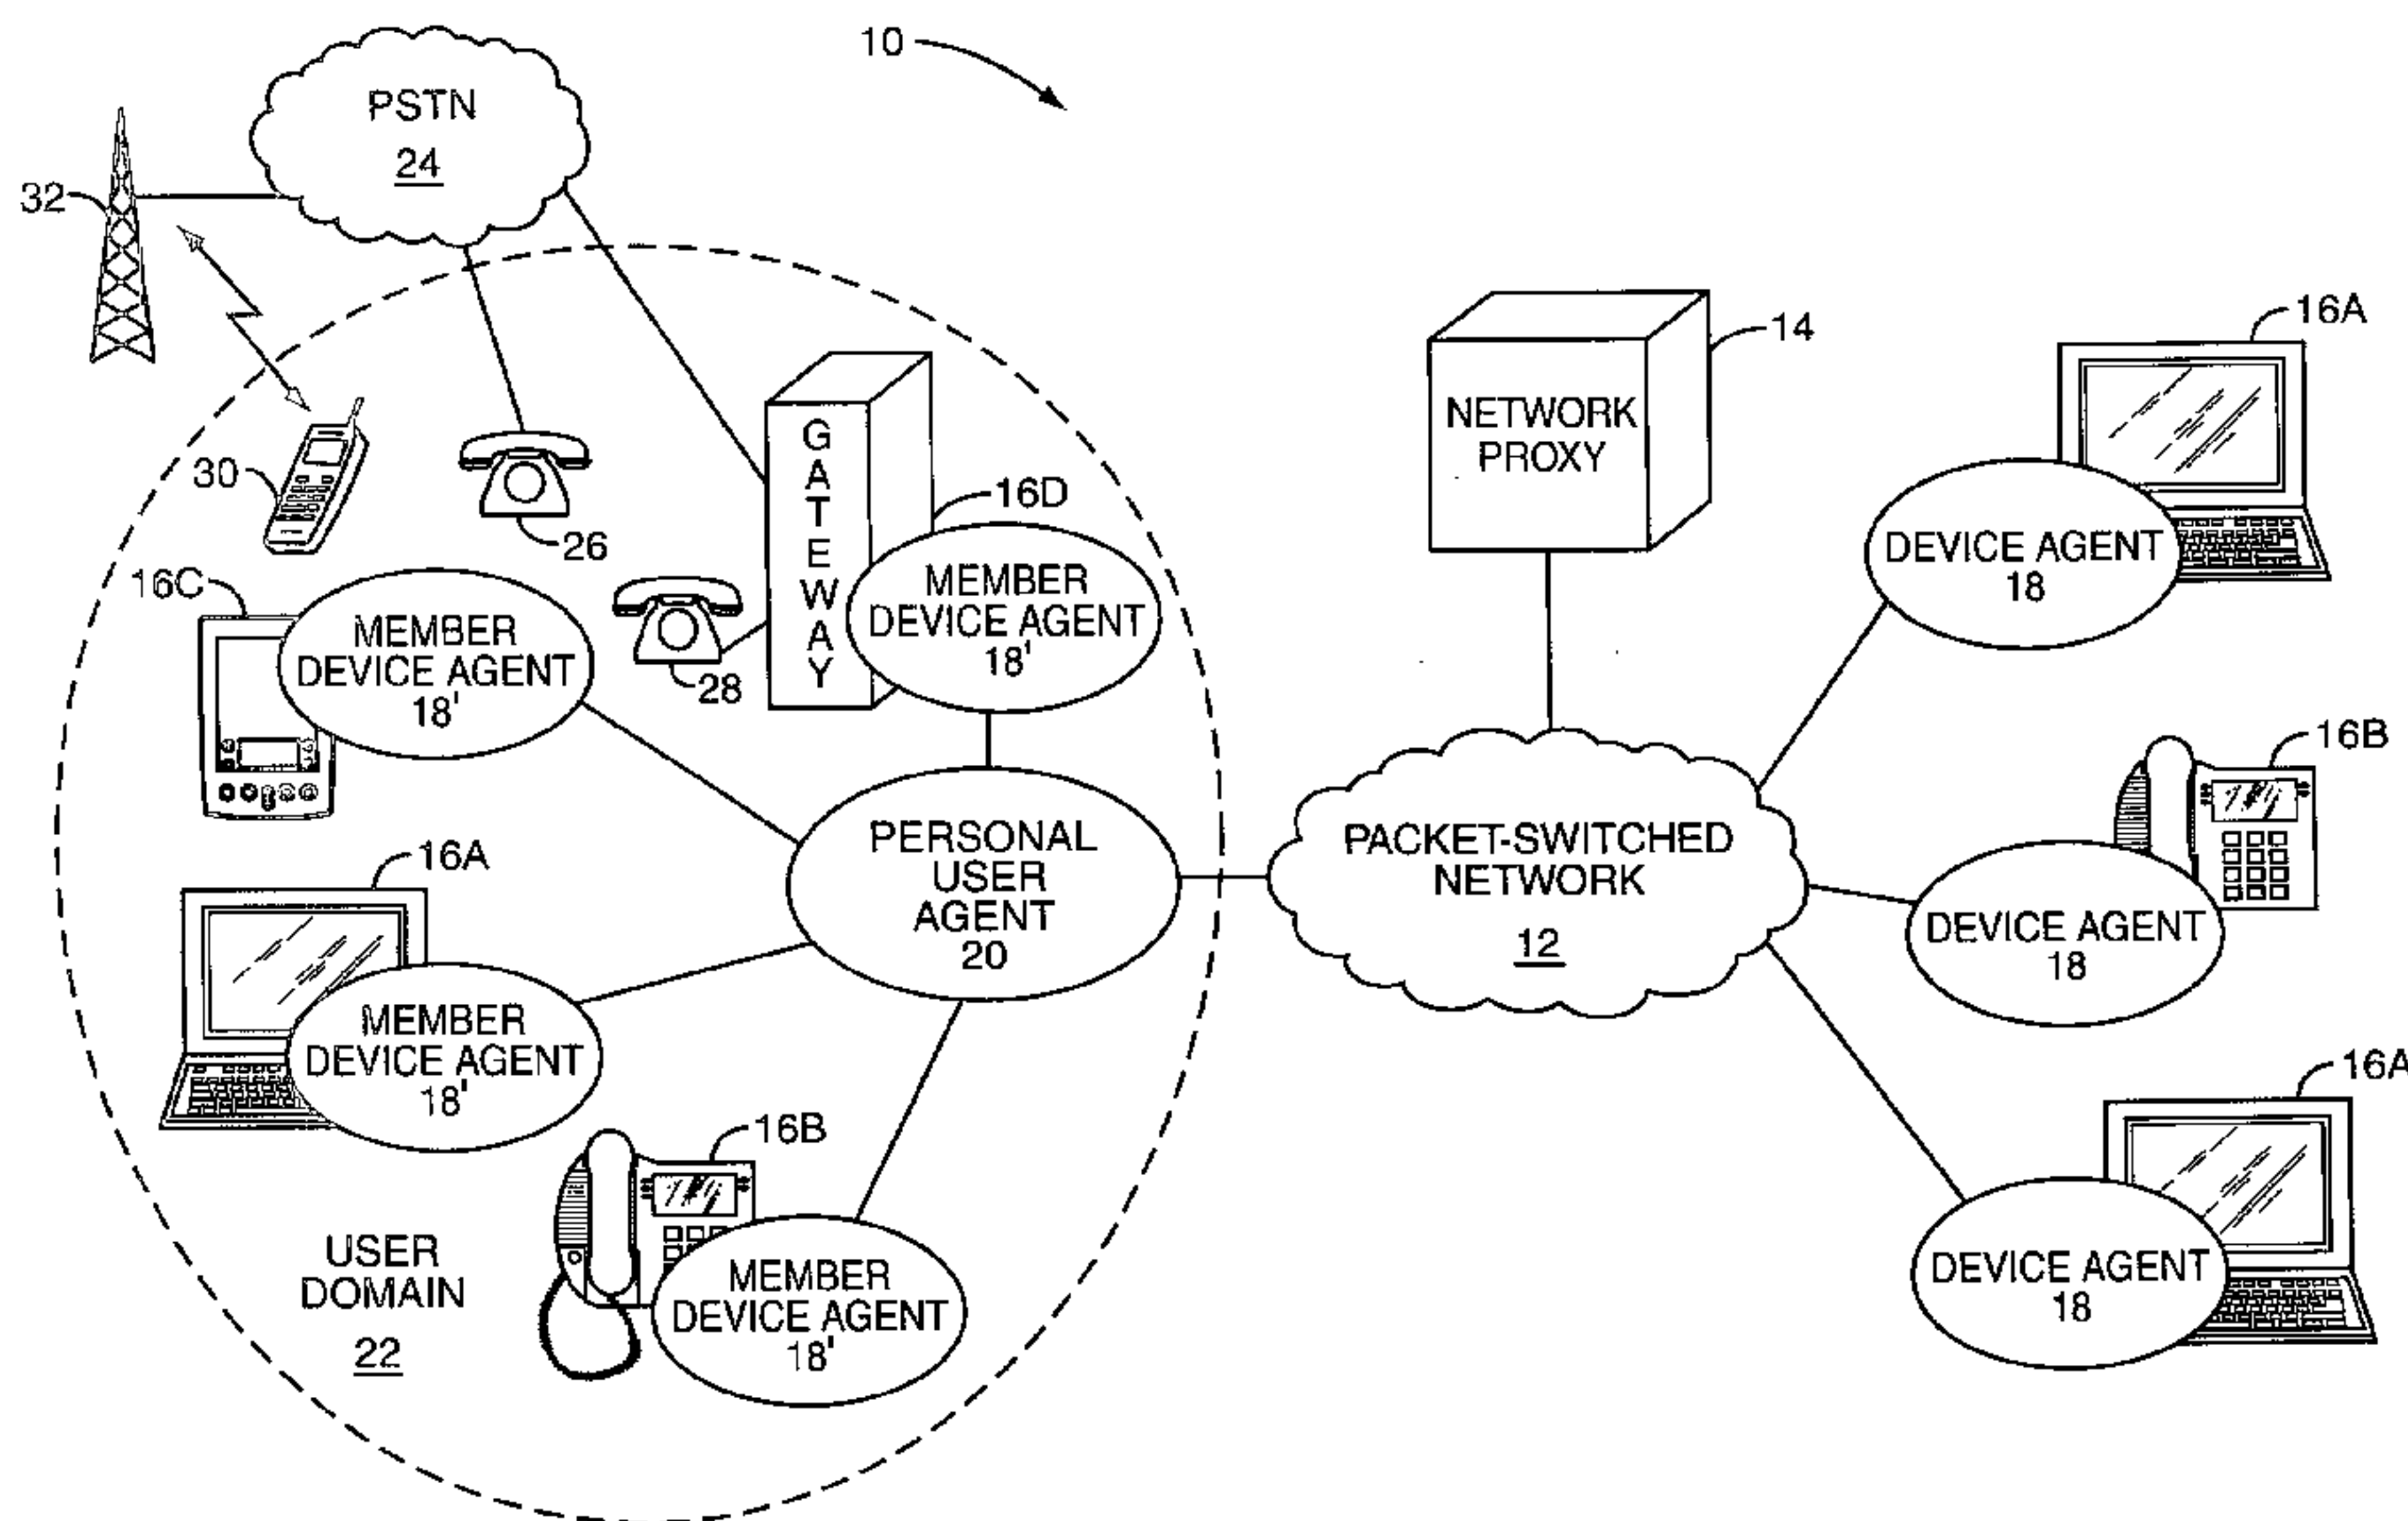 10
PSTN
24
32
30
26
GATEWAY
16D
MEMBER
DEVICE AGENT
18'
28
16C
MEMBER
DEVICE AGENT
18'
16A
MEMBER
DEVICE AGENT
18'
16B
MEMBER
DEVICE AGENT
18'
PERSONAL
USER
AGENT
20
USER
DOMAIN
22
NETWORK
PROXY
14
PACKET-SWITCHED
NETWORK
12
16A
DEVICE AGENT
18
16B
DEVICE AGENT
18
16A
DEVICE AGENT
18